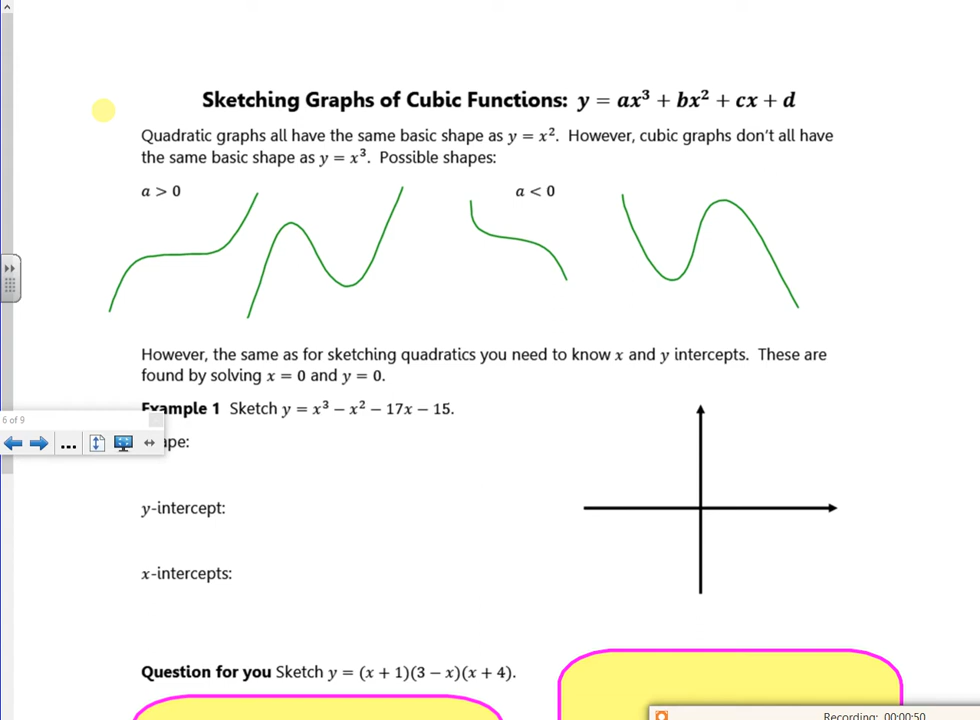 Sketching Graphs of Cubic Functions: y = ax³ + bx² + cx + d
Quadratic graphs all have the same basic shape as y = x². However, cubic graphs don't all have
the same basic shape as y = x³. Possible shapes:
a > 0
a < 0
However, the same as for sketching quadratics you need to know x and y intercepts. These are
found by solving x = 0 and y = 0.
Example 1 Sketch y = x³ − x² − 17x − 15.
6 of 9
ape:
y-intercept:
x-intercepts:
Question for you Sketch y = (x + 1)(3 − x)(x + 4).
Recording: 00:00:50